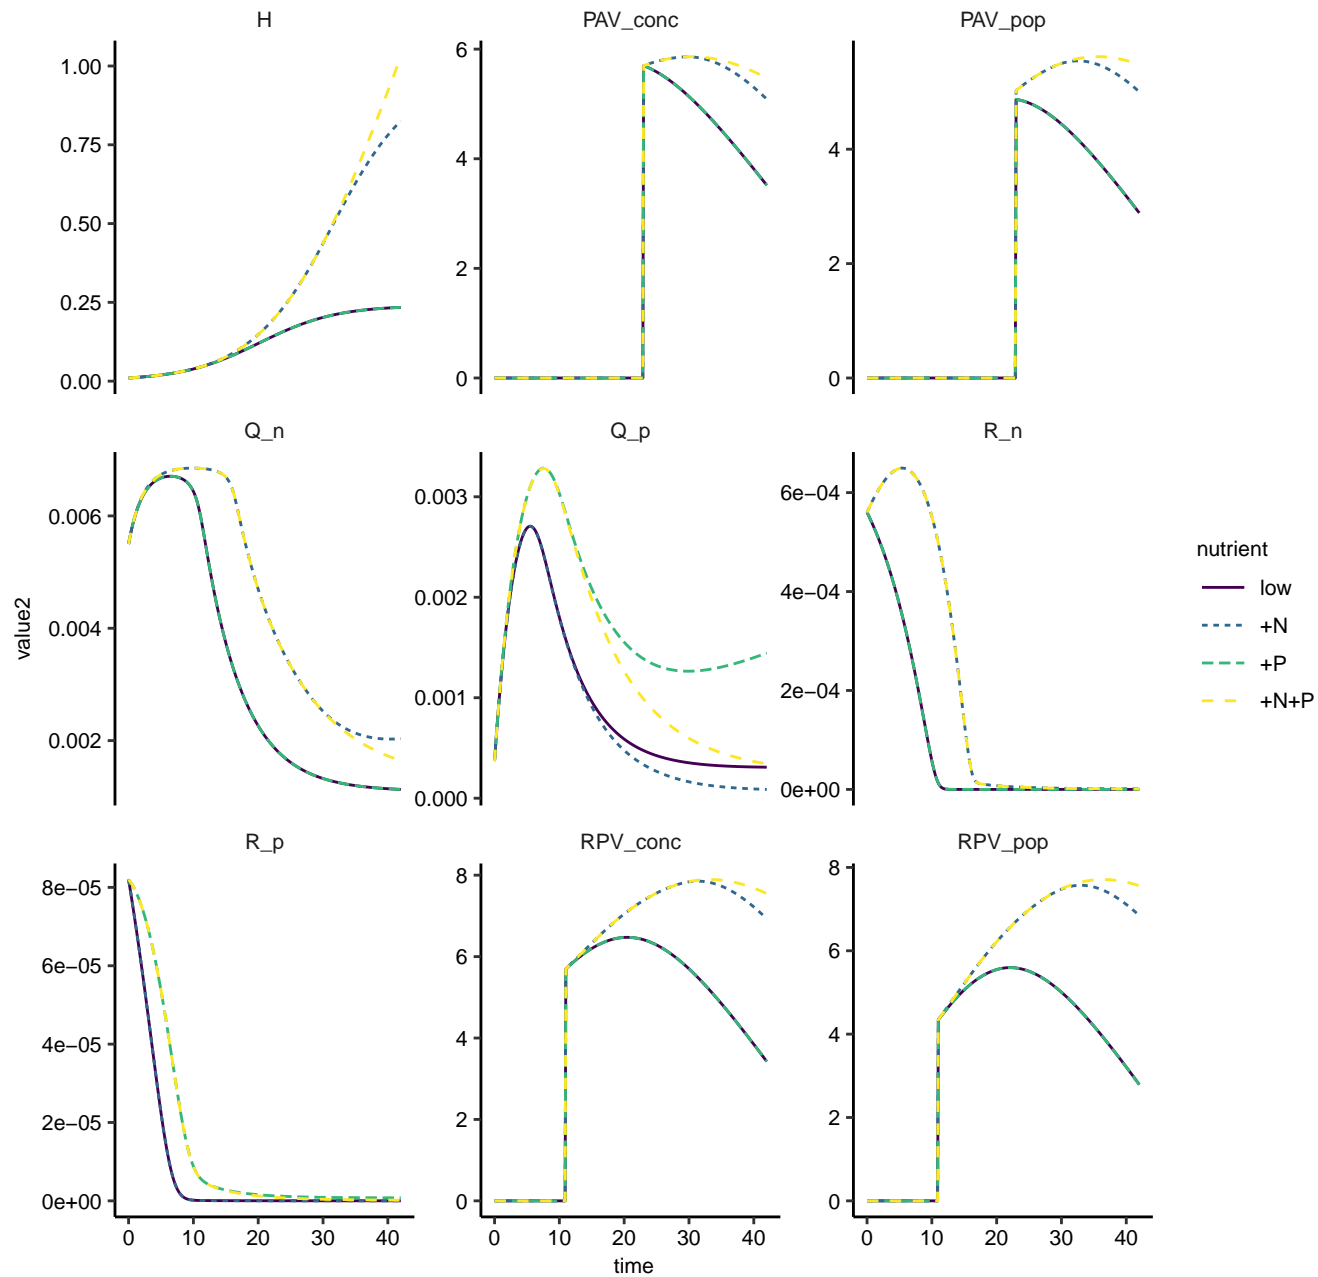 H
PAV_conc
PAV_pop
1.00
0.75
0.50
0.25
0.00
6
4
2
0
4
2
0
Q_n
Q_p
R_n
0.006
0.004
0.002
0.003
0.002
0.001
0.000
6e−04
4e−04
2e−04
0e+00
value2
nutrient
low
+N
+P
+N+P
R_p
RPV_conc
RPV_pop
8e−05
6e−05
4e−05
2e−05
0e+00
8
6
4
2
0
8
6
4
2
0
0 10 20 30 40
0 10 20 30 40
0 10 20 30 40
time